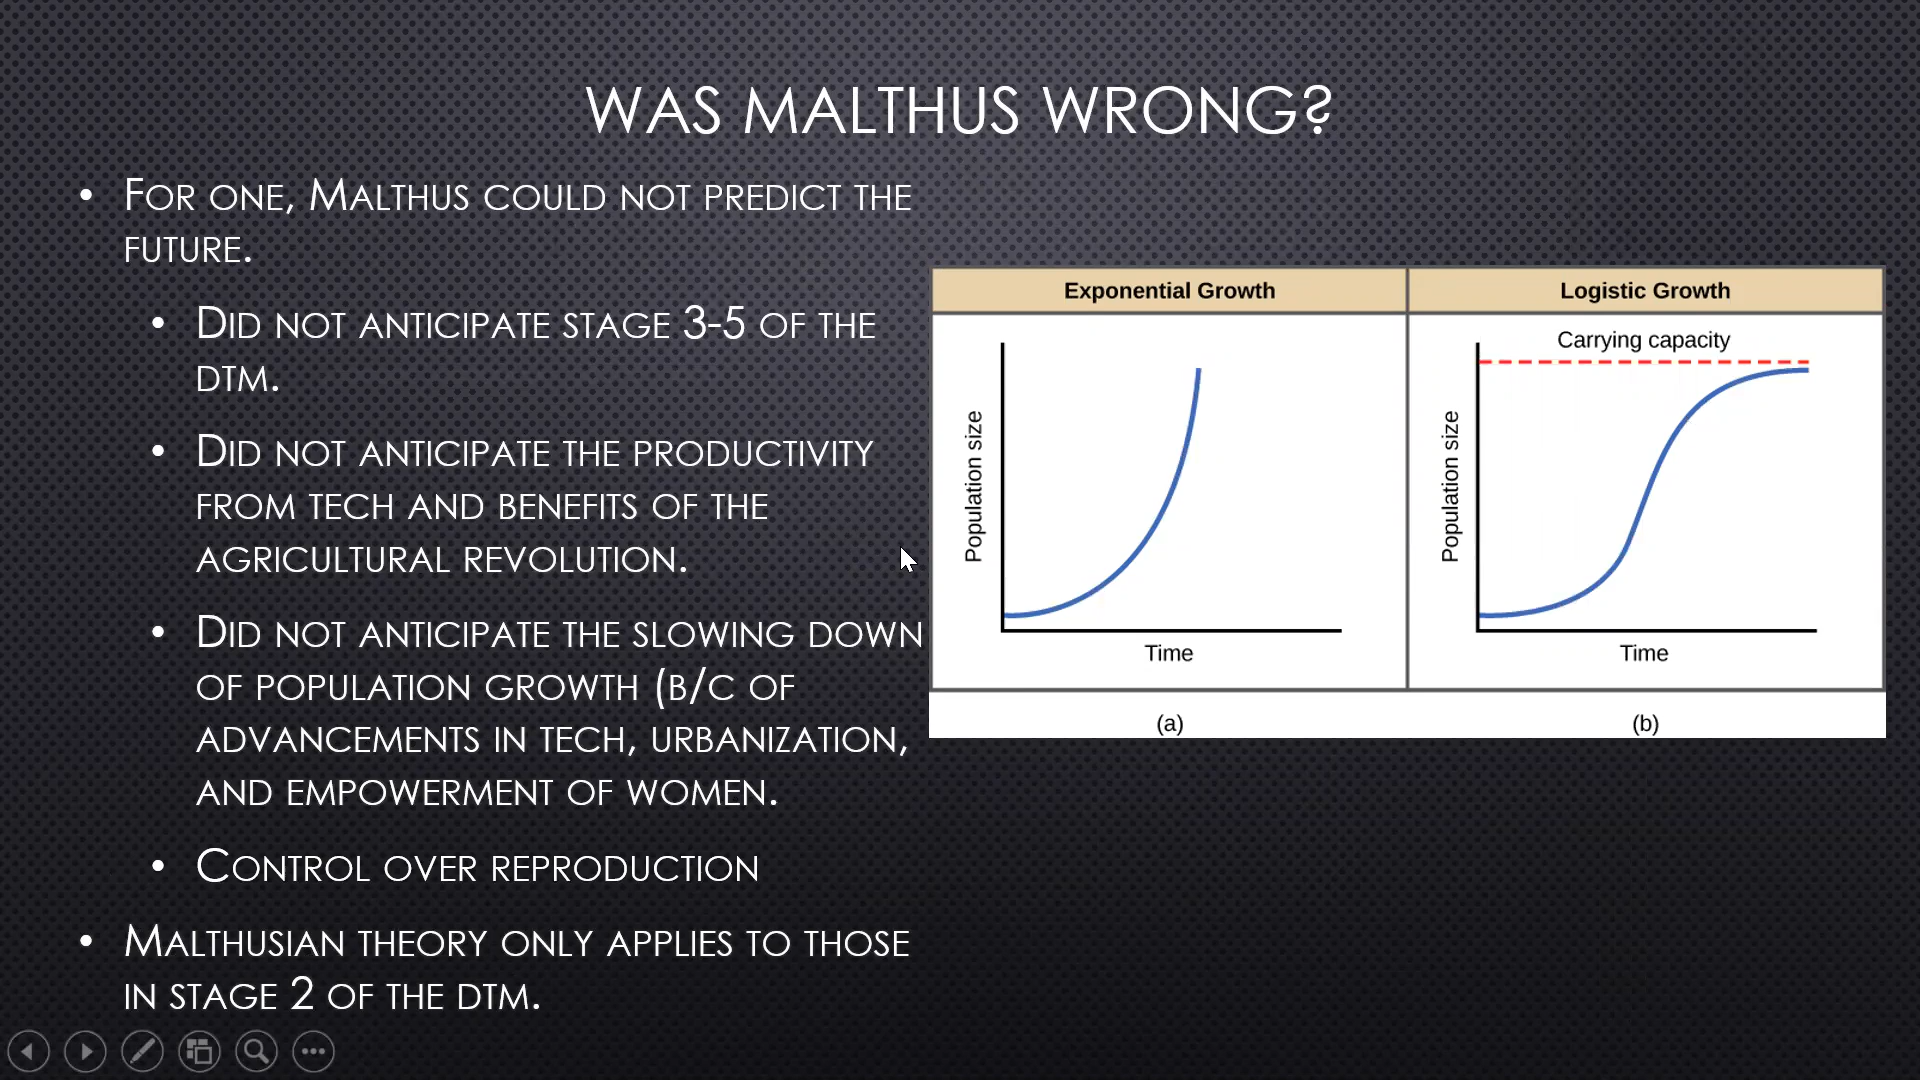 WAS MALTHUS WRONG?
• FOR ONE, MALTHUS COULD NOT PREDICT THE
FUTURE.
• DID NOT ANTICIPATE STAGE 3-5 OF THE
DTM.
• DID NOT ANTICIPATE THE PRODUCTIVITY
FROM TECH AND BENEFITS OF THE
AGRICULTURAL REVOLUTION.
• DID NOT ANTICIPATE THE SLOWING DOWN
OF POPULATION GROWTH (B/C OF
ADVANCEMENTS IN TECH, URBANIZATION,
AND EMPOWERMENT OF WOMEN.
• CONTROL OVER REPRODUCTION
• MALTHUSIAN THEORY ONLY APPLIES TO THOSE
IN STAGE 2 OF THE DTM.
Exponential Growth
Population size
Time
(a)
Logistic Growth
Carrying capacity
Population size
Time
(b)